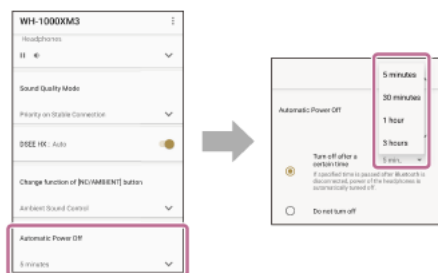 WH-1000XM3
Headphones
Sound Quality Mode
Priority on Stable Connection
DSEE HX : Auto
Change function of [NC/AMBIENT] button
Ambient Sound Control
Automatic Power Off
5 minutes
5 minutes
30 minutes
1 hour
3 hours
Automatic Power Off
Turn off after a
certain time
5 min...
If specified time is passed after Bluetooth is
disconnected, power of the headphones is
automatically turned off.
Do not turn off